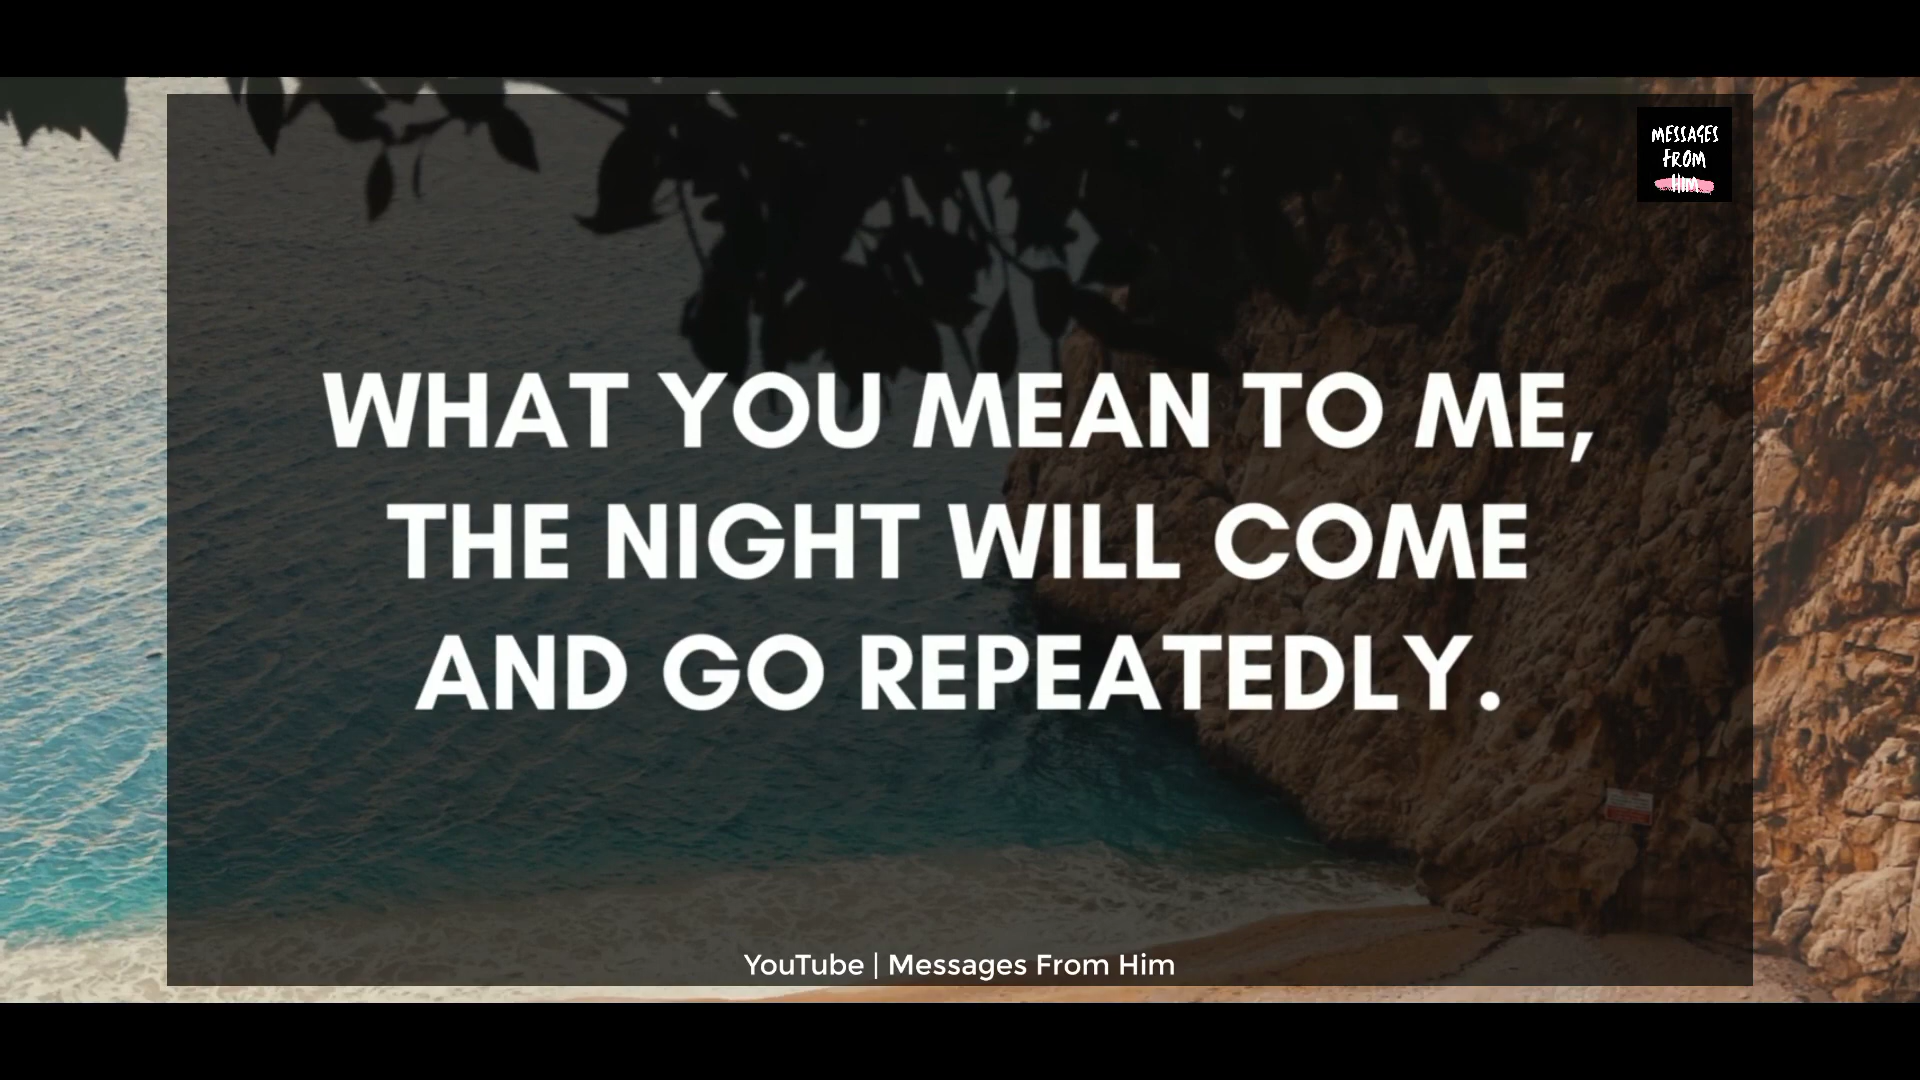 MESSAGES
FROM
HIM
WHAT YOU MEAN TO ME,
THE NIGHT WILL COME
AND GO REPEATEDLY.
YouTube | Messages From Him